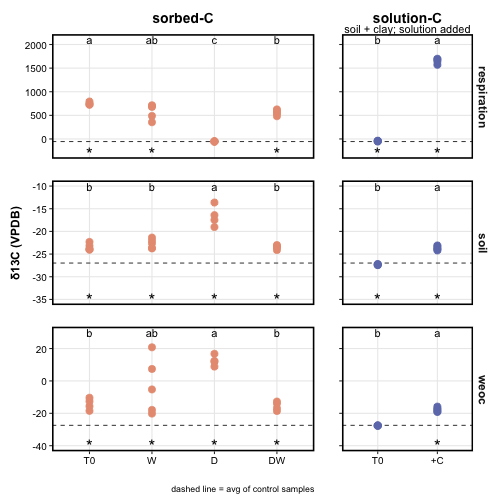 sorbed-C
solution-C
soil + clay; solution added
a ab c b
b a
2000
1500
1000
500
0
* * *
* *
respiration
δ13C (VPDB)
b b a b
b a
-10
-15
-20
-25
-30
-35
* * * *
* *
soil
b ab a b
b a
20
0
-20
-40
* * * *
*
weoc
T0 W D DW
T0 +C
dashed line = avg of control samples